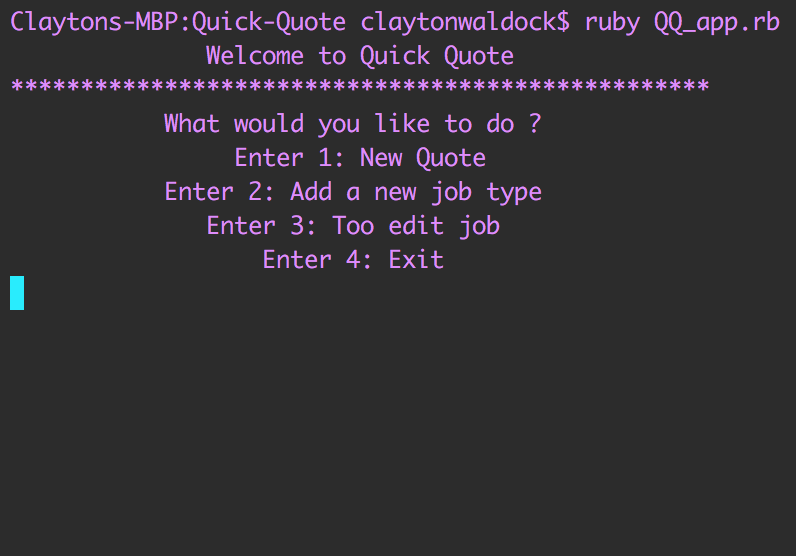 Claytons-MBP:Quick-Quote claytonwaldock$ ruby QQ_app.rb
Welcome to Quick Quote
**************************************************
What would you like to do ?
Enter 1: New Quote
Enter 2: Add a new job type
Enter 3: Too edit job
Enter 4: Exit